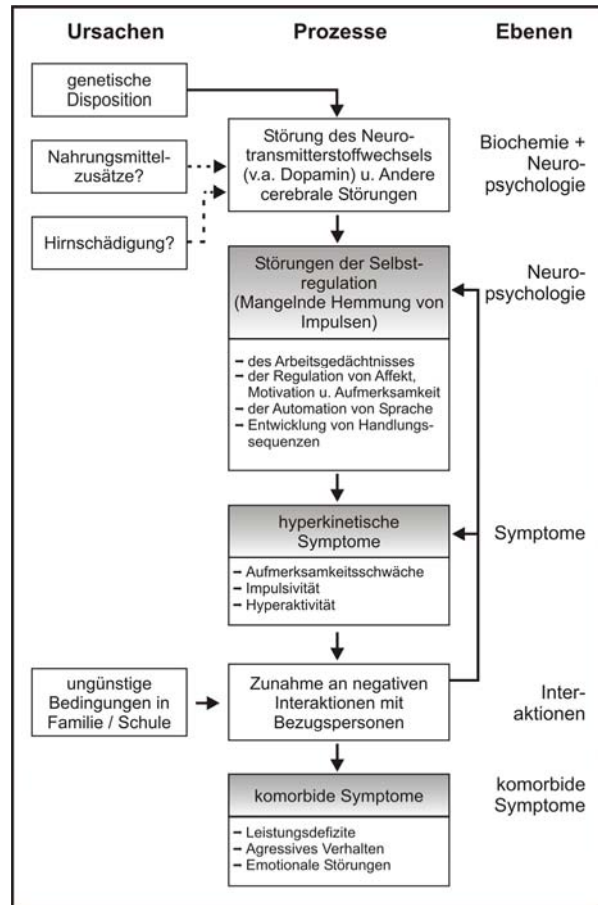 Ursachen
Prozesse
Ebenen
genetische
Disposition
Störung des Neuro-
transmitterstoffwechsels
(v.a. Dopamin) u. Andere
cerebrale Störungen
Biochemie +
Neuro-
psychologie
Nahrungsmittel-
zusätze?
Hirnschädigung?
Störungen der Selbst-
regulation
(Mangelnde Hemmung von
Impulsen)
Neuro-
psychologie
– des Arbeitsgedächtnisses
– der Regulation von Affekt,
Motivation u. Aufmerksamkeit
– der Automation von Sprache
– Entwicklung von Handlungs-
sequenzen
hyperkinetische
Symptome
Symptome
– Aufmerksamkeitsschwäche
– Impulsivität
– Hyperaktivität
ungünstige
Bedingungen in
Familie / Schule
Zunahme an negativen
Interaktionen mit
Bezugspersonen
Inter-
aktionen
komorbide Symptome
komorbide
Symptome
– Leistungsdefizite
– Agressives Verhalten
– Emotionale Störungen